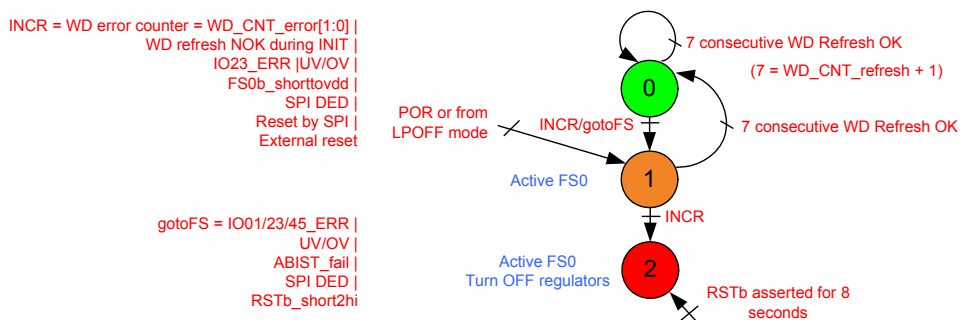 INCR = WD error counter = WD_CNT_error[1:0] |
WD refresh NOK during INIT |
IO23_ERR |UV/OV |
FS0b_shorttovdd |
SPI DED |
Reset by SPI |
External reset
7 consecutive WD Refresh OK
(7 = WD_CNT_refresh + 1)
0
POR or from
LPOFF mode
INCR/gotoFS
7 consecutive WD Refresh OK
Active FS0
1
INCR
gotoFS = IO01/23/45_ERR |
UV/OV |
ABIST_fail |
SPI DED |
RSTb_short2hi
Active FS0
Turn OFF regulators
2
RSTb asserted for 8
seconds